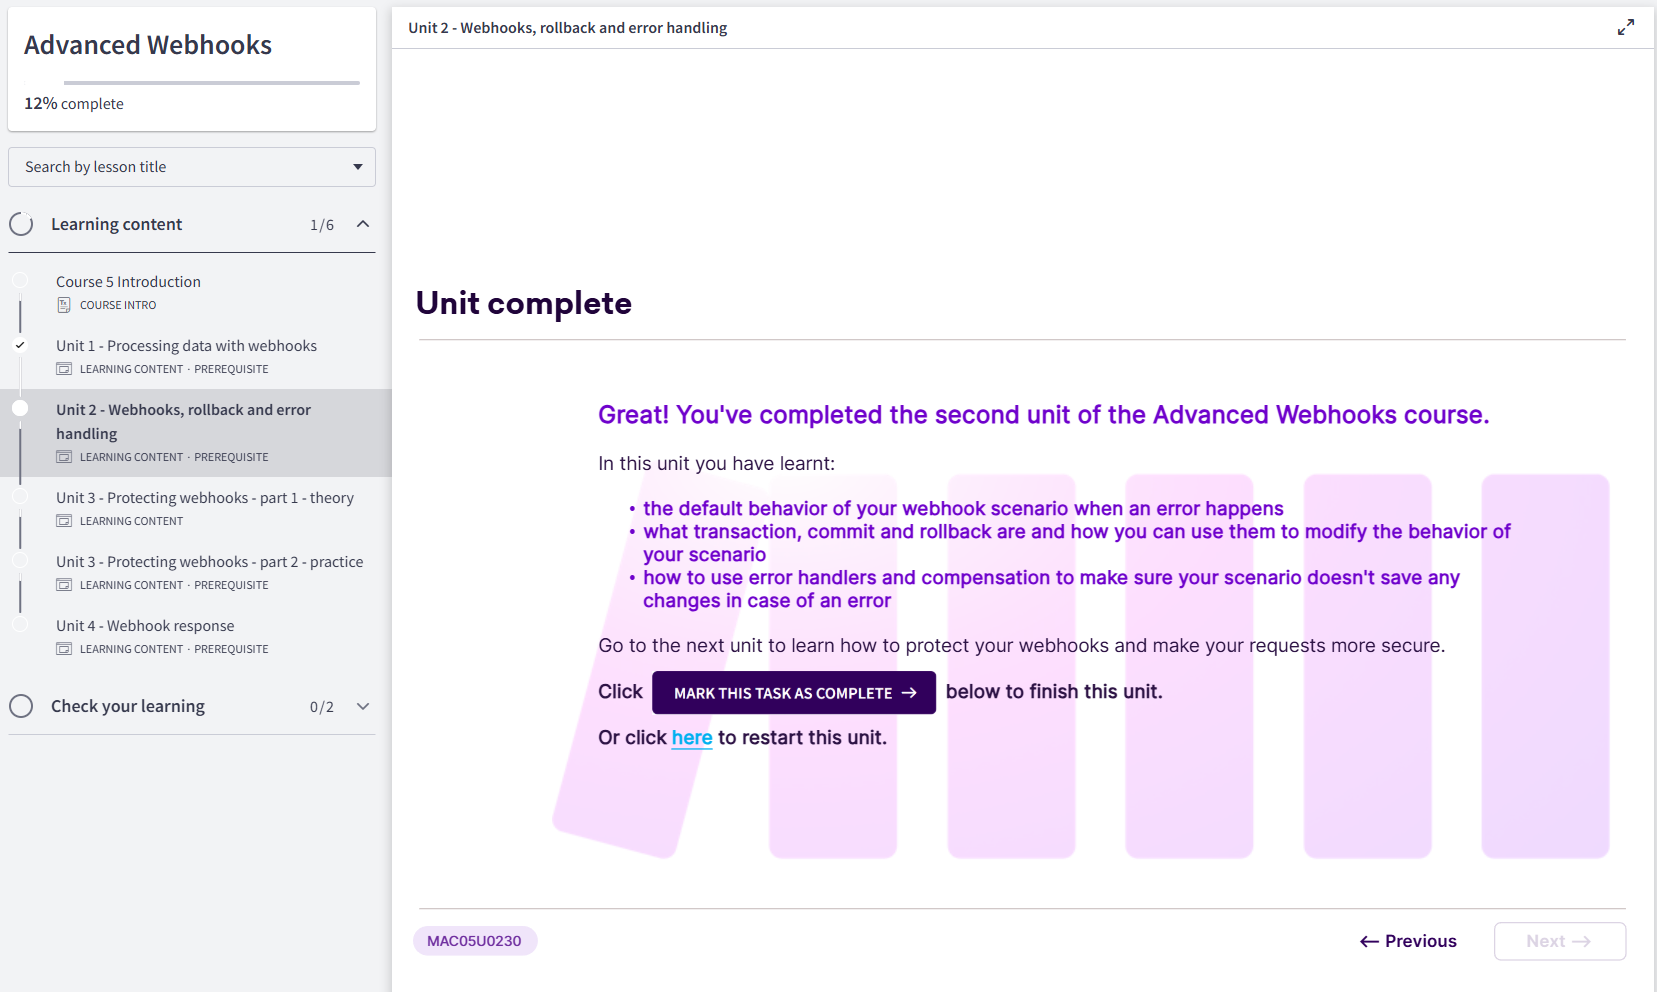 Advanced Webhooks
12% complete
Search by lesson title
Learning content 1/6
Course 5 Introduction
COURSE INTRO
Unit 1 - Processing data with webhooks
LEARNING CONTENT · PREREQUISITE
Unit 2 - Webhooks, rollback and error
handling
LEARNING CONTENT · PREREQUISITE
Unit 3 - Protecting webhooks - part 1 - theory
LEARNING CONTENT
Unit 3 - Protecting webhooks - part 2 - practice
LEARNING CONTENT · PREREQUISITE
Unit 4 - Webhook response
LEARNING CONTENT · PREREQUISITE
Check your learning 0/2
Unit 2 - Webhooks, rollback and error handling
Unit complete
Great! You've completed the second unit of the Advanced Webhooks course.
In this unit you have learnt:
• the default behavior of your webhook scenario when an error happens
• what transaction, commit and rollback are and how you can use them to modify the behavior of
your scenario
• how to use error handlers and compensation to make sure your scenario doesn't save any
changes in case of an error
Go to the next unit to learn how to protect your webhooks and make your requests more secure.
Click MARK THIS TASK AS COMPLETE → below to finish this unit.
Or click here to restart this unit.
MAC05U0230
← Previous
Next →